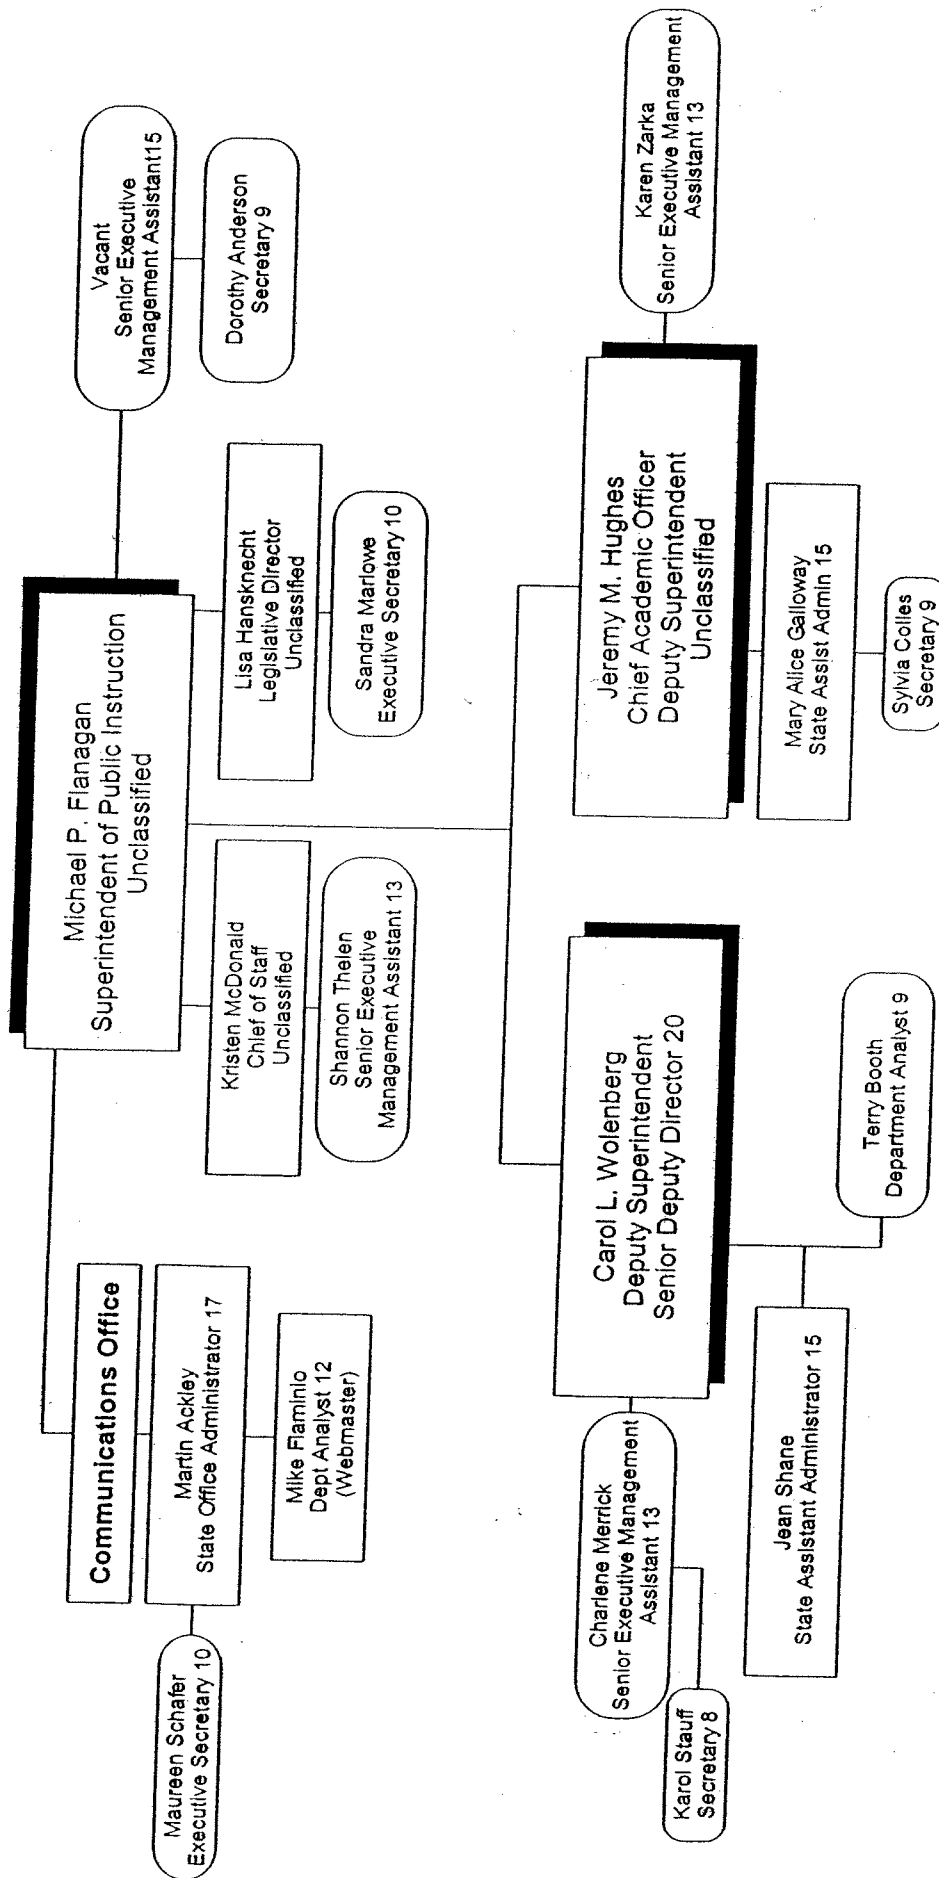 Michael P. Flanagan
Superintendent of Public Instruction
Unclassified
Vacant
Senior Executive
Management Assistant15
Dorothy Anderson
Secretary 9
Communications Office
Martin Ackley
State Office Administrator 17
Maureen Schafer
Executive Secretary 10
Mike Flaminio
Dept Analyst 12
(Webmaster)
Kristen McDonald
Chief of Staff
Unclassified
Shannon Thelen
Senior Executive
Management Assistant 13
Lisa Hansknecht
Legislative Director
Unclassified
Sandra Marlowe
Executive Secretary 10
Carol L. Wolenberg
Deputy Superintendent
Senior Deputy Director 20
Charlene Merrick
Senior Executive Management
Assistant 13
Karol Stauff
Secretary 8
Jean Shane
State Assistant Administrator 15
Terry Booth
Department Analyst 9
Jeremy M. Hughes
Chief Academic Officer
Deputy Superintendent
Unclassified
Karen Zarka
Senior Executive Management
Assistant 13
Mary Alice Galloway
State Assist Admin 15
Sylvia Colles
Secretary 9